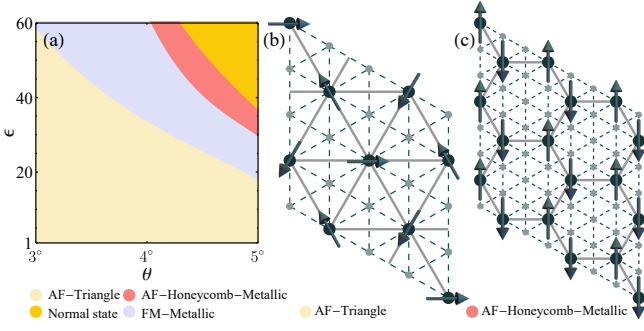 (a)
(b)
(c)
60
40
20
1
ϵ
3° 4° 5°
θ
AF−Triangle
AF−Honeycomb−Metallic
Normal state
FM−Metallic
AF−Triangle
AF−Honeycomb−Metallic